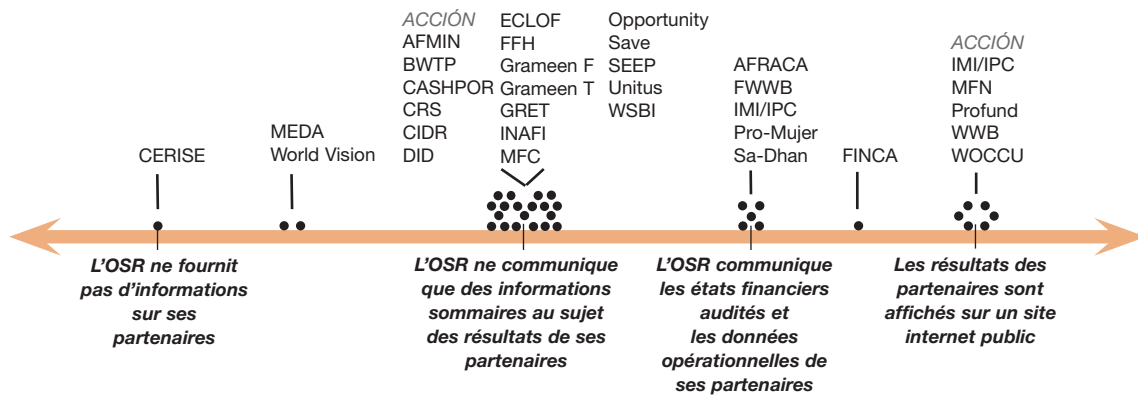 CERISE
MEDA
World Vision
ACCIÓN
AFMIN
BWTP
CASHPOR
CRS
CIDR
DID
ECLOF
FFH
Grameen F
Grameen T
GRET
INAFI
MFC
Opportunity
Save
SEEP
Unitus
WSBI
AFRACA
FWWB
IMI/IPC
Pro-Mujer
Sa-Dhan
FINCA
ACCIÓN
IMI/IPC
MFN
Profund
WWB
WOCCU
L'OSR ne fournit
pas d'informations
sur ses
partenaires
L'OSR ne communique
que des informations
sommaires au sujet
des résultats de ses
partenaires
L'OSR communique
les états financiers
audités et
les données
opérationnelles de
ses partenaires
Les résultats des
partenaires sont
affichés sur un site
internet public